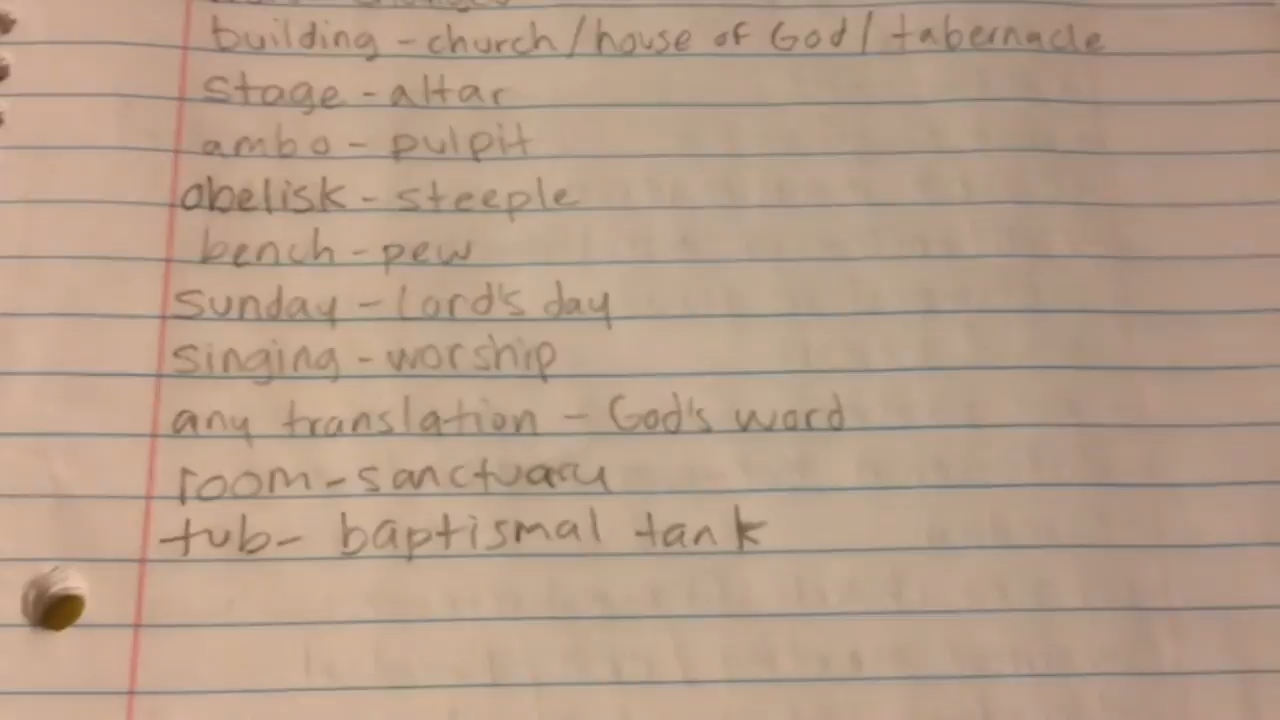 building - church/house of God/tabernacle
stage - altar
ambo - pulpit
obelisk - steeple
bench - pew
sunday - Lord's day
singing - worship
any translation - God's word
room - sanctuary
tub - baptismal tank